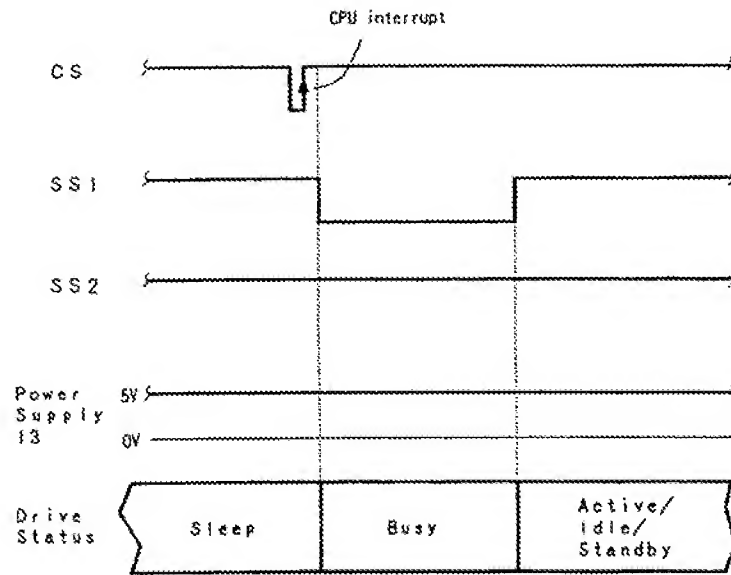 CPU interrupt
CS
SS1
SS2
Power
Supply
13
5V
0V
Drive
Status
Sleep
Busy
Active/
Idle/
Standby